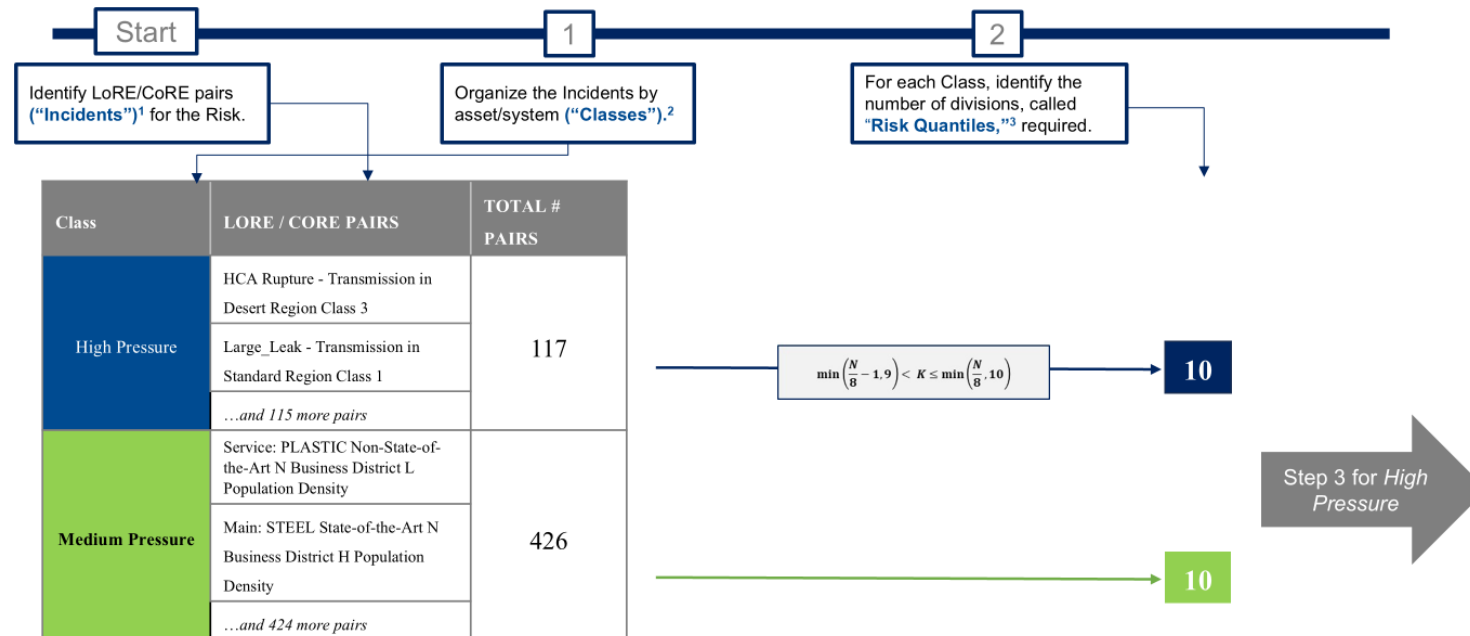 Start
1
2
Identify LoRE/CoRE pairs
(“Incidents”)¹ for the Risk.
Organize the Incidents by
asset/system (“Classes”).²
For each Class, identify the
number of divisions, called
“Risk Quantiles,”³ required.
Class
LORE / CORE PAIRS
TOTAL #
PAIRS
High Pressure
HCA Rupture - Transmission in
Desert Region Class 3
Large_Leak - Transmission in
Standard Region Class 1
…and 115 more pairs
117
min(N/8 − 1, 9) < K ≤ min(N/8, 10)
10
Medium Pressure
Service: PLASTIC Non-State-of-
the-Art N Business District L
Population Density
Main: STEEL State-of-the-Art N
Business District H Population
Density
…and 424 more pairs
426
10
Step 3 for High
Pressure